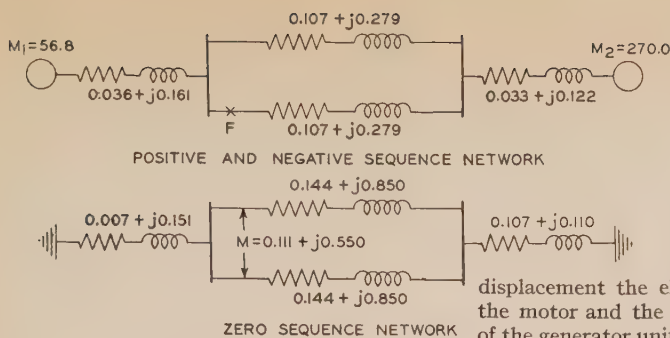 0.107 + j0.279
M₁=56.8
M₂=270.0
0.036 + j0.161
0.033 + j0.122
F
0.107 + j0.279
POSITIVE AND NEGATIVE SEQUENCE NETWORK
0.144 + j0.850
0.007 + j0.151
0.107 + j0.110
M=0.111 + j0.550
0.144 + j0.850
ZERO SEQUENCE NETWORK
displacement the e
the motor and the
of the generator uni